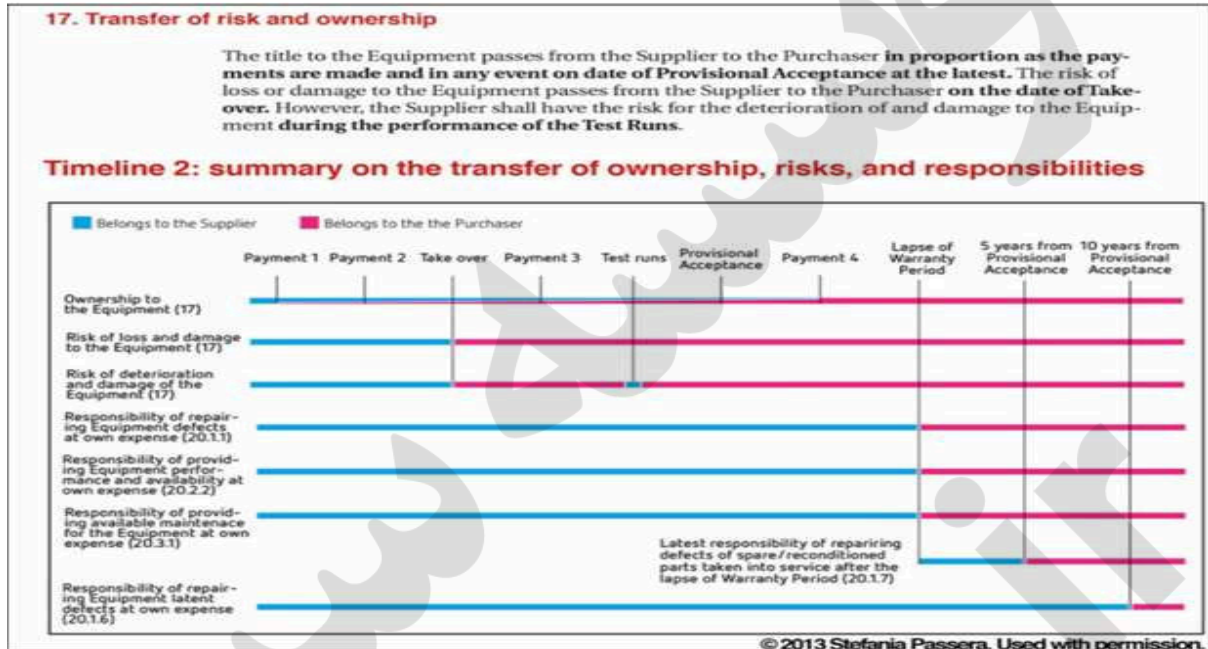 17. Transfer of risk and ownership
The title to the Equipment passes from the Supplier to the Purchaser in proportion as the pay-
ments are made and in any event on date of Provisional Acceptance at the latest. The risk of
loss or damage to the Equipment passes from the Supplier to the Purchaser on the date of Take-
over. However, the Supplier shall have the risk for the deterioration of and damage to the Equip-
ment during the performance of the Test Runs.
Timeline 2: summary on the transfer of ownership, risks, and responsibilities
Belongs to the Supplier
Belongs to the the Purchaser
Payment 1
Payment 2
Take over
Payment 3
Test runs
Provisional
Acceptance
Payment 4
Lapse of
Warranty
Period
5 years from
Provisional
Acceptance
10 years from
Provisional
Acceptance
Ownership to
the Equipment (17)
Risk of loss and damage
to the Equipment (17)
Risk of deterioration
and damage of the
Equipment (17)
Responsibility of repair-
ing Equipment defects
at own expense (20.1.1)
Responsibility of provid-
ing Equipment perfor-
mance and availability at
own expense (20.2.2)
Responsibility of provid-
ing available maintenace
for the Equipment at own
expense (20.3.1)
Latest responsibility of repairiring
defects of spare/reconditioned
parts taken into service after the
lapse of Warranty Period (20.1.7)
Responsibility of repair-
ing Equipment latent
defects at own expense
(20.1.6)
© 2013 Stefania Passera. Used with permission.
ir